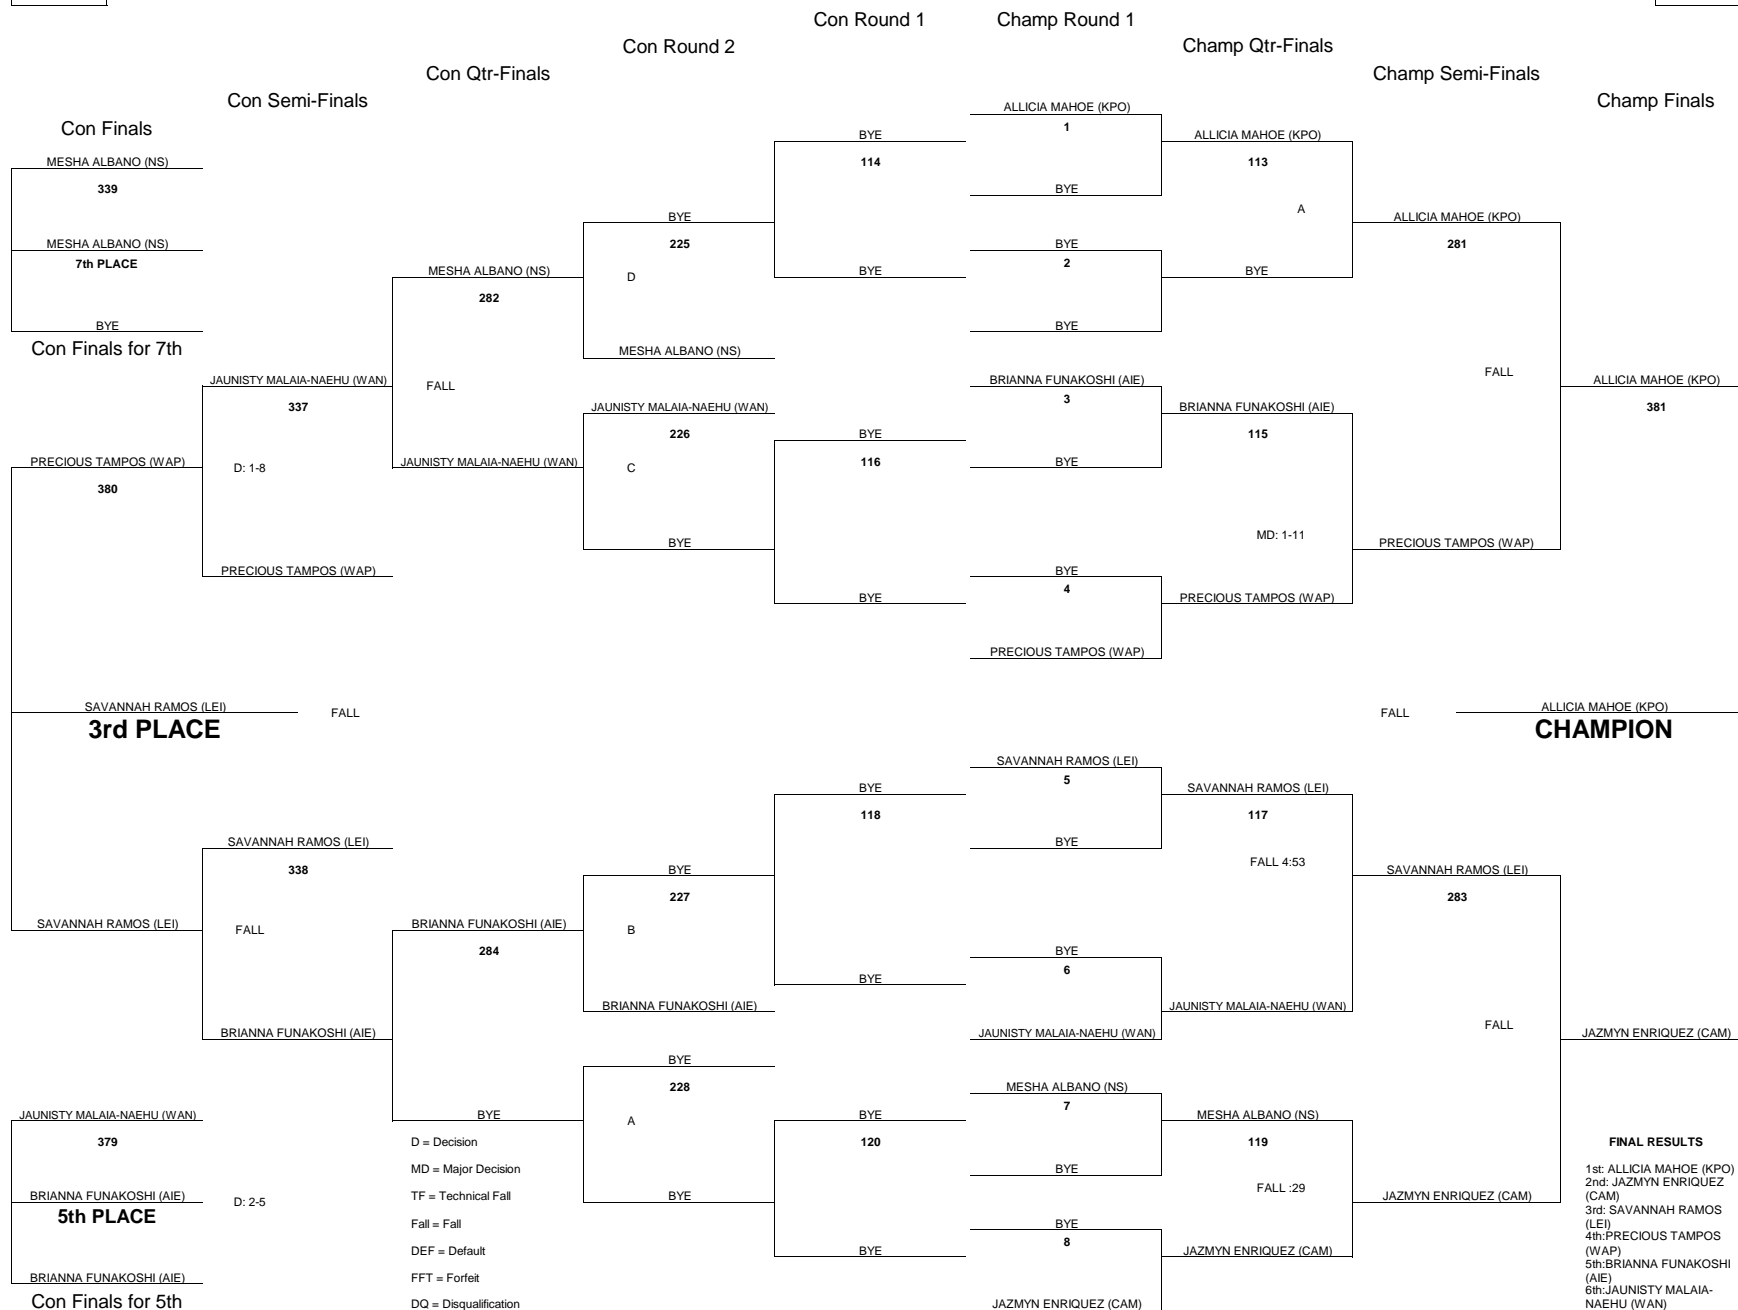 Con Round 1
Champ Round 1
Con Round 2
Champ Qtr-Finals
Con Qtr-Finals
Champ Semi-Finals
Con Semi-Finals
Champ Finals
Con Finals
MESHA ALBANO (NS)
339
MESHA ALBANO (NS)
7th PLACE
BYE
Con Finals for 7th
PRECIOUS TAMPOS (WAP)
380
SAVANNAH RAMOS (LEI)
3rd PLACE
FALL
SAVANNAH RAMOS (LEI)
JAUNISTY MALAIA-NAEHU (WAN)
379
BRIANNA FUNAKOSHI (AIE)
5th PLACE
D: 2-5
BRIANNA FUNAKOSHI (AIE)
Con Finals for 5th
JAUNISTY MALAIA-NAEHU (WAN)
337
D: 1-8
PRECIOUS TAMPOS (WAP)
SAVANNAH RAMOS (LEI)
338
FALL
BRIANNA FUNAKOSHI (AIE)
MESHA ALBANO (NS)
282
FALL
JAUNISTY MALAIA-NAEHU (WAN)
BRIANNA FUNAKOSHI (AIE)
284
BYE
D = Decision
MD = Major Decision
TF = Technical Fall
Fall = Fall
DEF = Default
FFT = Forfeit
DQ = Disqualification
BYE
225
D
MESHA ALBANO (NS)
JAUNISTY MALAIA-NAEHU (WAN)
226
C
BYE
BYE
227
B
BRIANNA FUNAKOSHI (AIE)
BYE
228
A
BYE
BYE
114
BYE
BYE
116
BYE
BYE
118
BYE
BYE
120
BYE
ALLICIA MAHOE (KPO)
1
BYE
BYE
2
BYE
BRIANNA FUNAKOSHI (AIE)
3
BYE
BYE
4
PRECIOUS TAMPOS (WAP)
SAVANNAH RAMOS (LEI)
5
BYE
BYE
6
JAUNISTY MALAIA-NAEHU (WAN)
MESHA ALBANO (NS)
7
BYE
BYE
8
JAZMYN ENRIQUEZ (CAM)
ALLICIA MAHOE (KPO)
113
A
BYE
BRIANNA FUNAKOSHI (AIE)
115
MD: 1-11
PRECIOUS TAMPOS (WAP)
SAVANNAH RAMOS (LEI)
117
FALL 4:53
JAUNISTY MALAIA-NAEHU (WAN)
MESHA ALBANO (NS)
119
FALL :29
JAZMYN ENRIQUEZ (CAM)
ALLICIA MAHOE (KPO)
281
FALL
PRECIOUS TAMPOS (WAP)
SAVANNAH RAMOS (LEI)
283
FALL
JAZMYN ENRIQUEZ (CAM)
ALLICIA MAHOE (KPO)
381
FALL
ALLICIA MAHOE (KPO)
CHAMPION
JAZMYN ENRIQUEZ (CAM)
FINAL RESULTS
1st: ALLICIA MAHOE (KPO)
2nd: JAZMYN ENRIQUEZ
(CAM)
3rd: SAVANNAH RAMOS
(LEI)
4th:PRECIOUS TAMPOS
(WAP)
5th:BRIANNA FUNAKOSHI
(AIE)
6th:JAUNISTY MALAIA-
NAEHU (WAN)